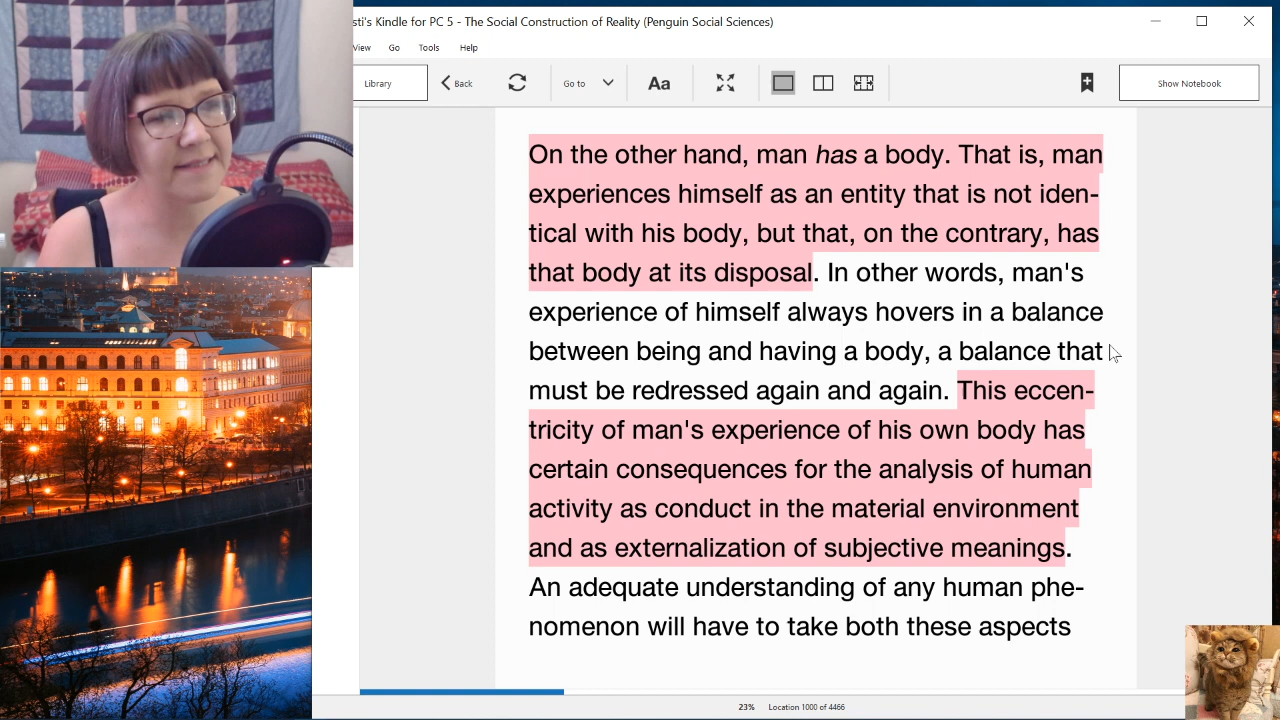 sti's Kindle for PC 5 - The Social Construction of Reality (Penguin Social Sciences)
View Go Tools Help
Library Back Go to Aa Show Notebook
On the other hand, man has a body. That is, man
experiences himself as an entity that is not iden-
tical with his body, but that, on the contrary, has
that body at its disposal. In other words, man's
experience of himself always hovers in a balance
between being and having a body, a balance that
must be redressed again and again. This eccen-
tricity of man's experience of his own body has
certain consequences for the analysis of human
activity as conduct in the material environment
and as externalization of subjective meanings.
An adequate understanding of any human phe-
nomenon will have to take both these aspects
23% Location 1000 of 4466